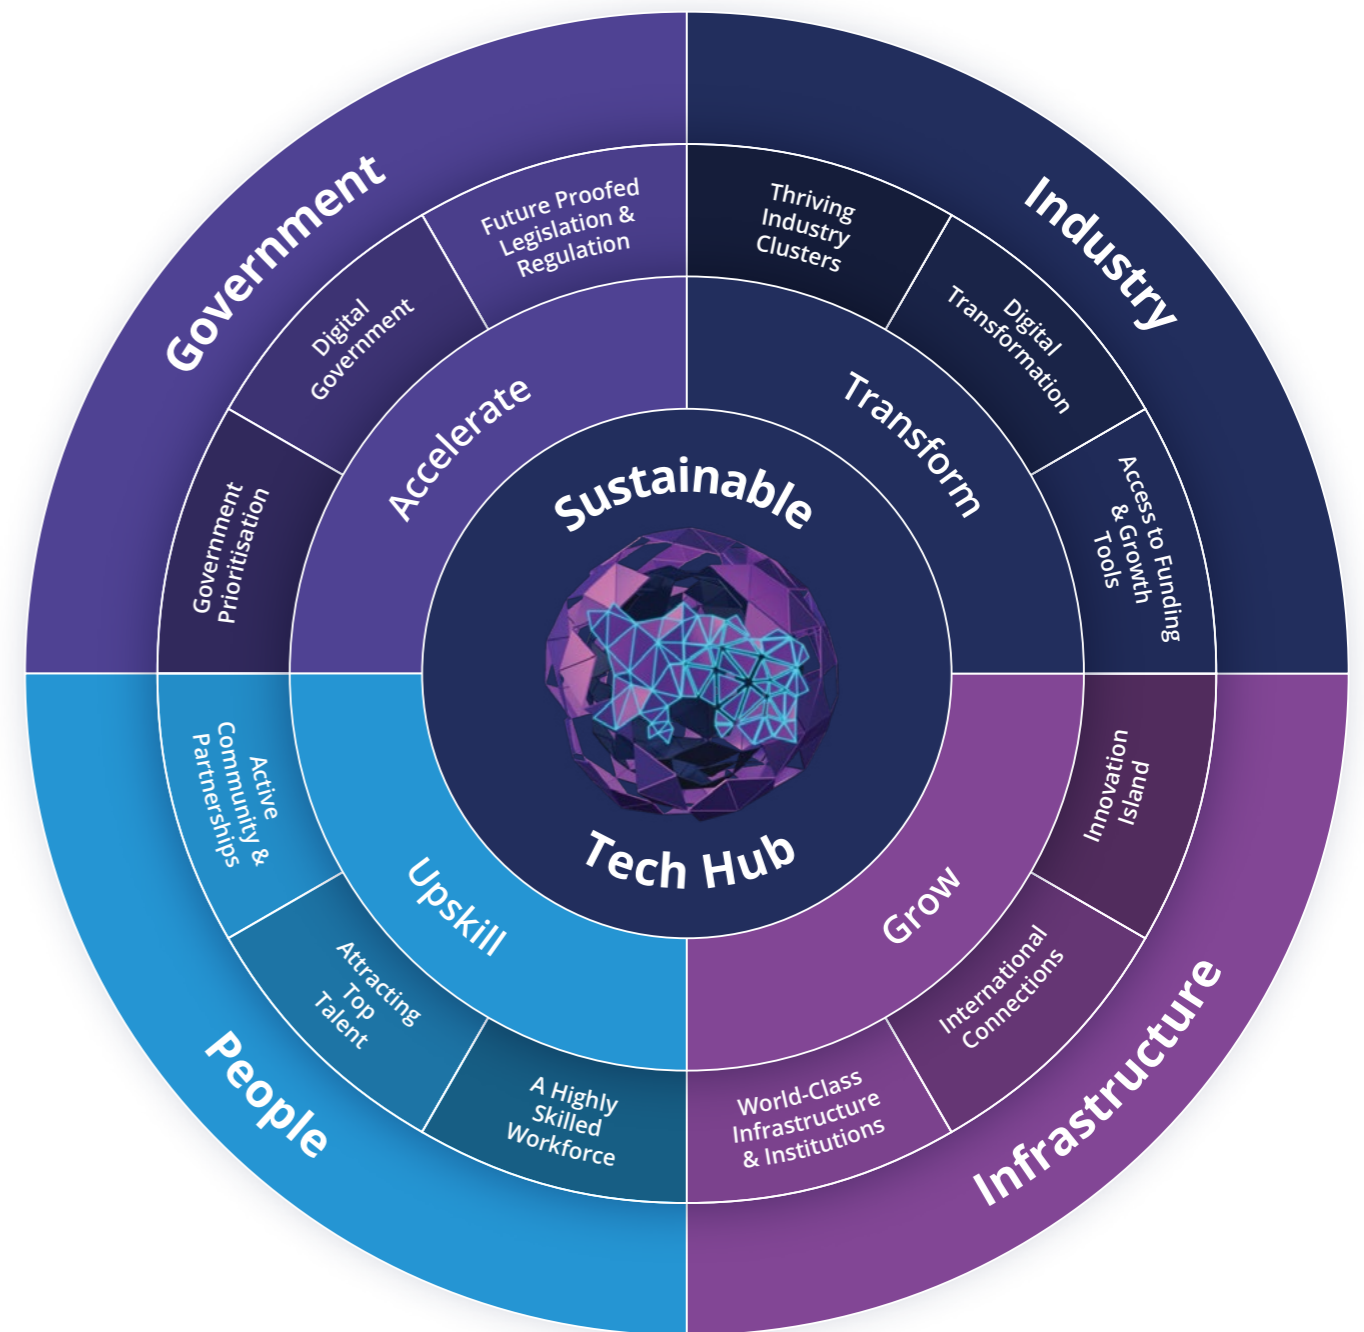 Government
Industry
Future Proofed
Legislation &
Regulation
Thriving
Industry
Clusters
Digital
Government
Digital
Transformation
Government
Prioritisation
Access to Funding
& Growth
Tools
Accelerate
Transform
Sustainable
Tech Hub
Active
Community &
Partnerships
Innovation
Island
Upskill
Grow
Attracting
Top
Talent
International
Connections
A Highly
Skilled
Workforce
World-Class
Infrastructure
& Institutions
People
Infrastructure